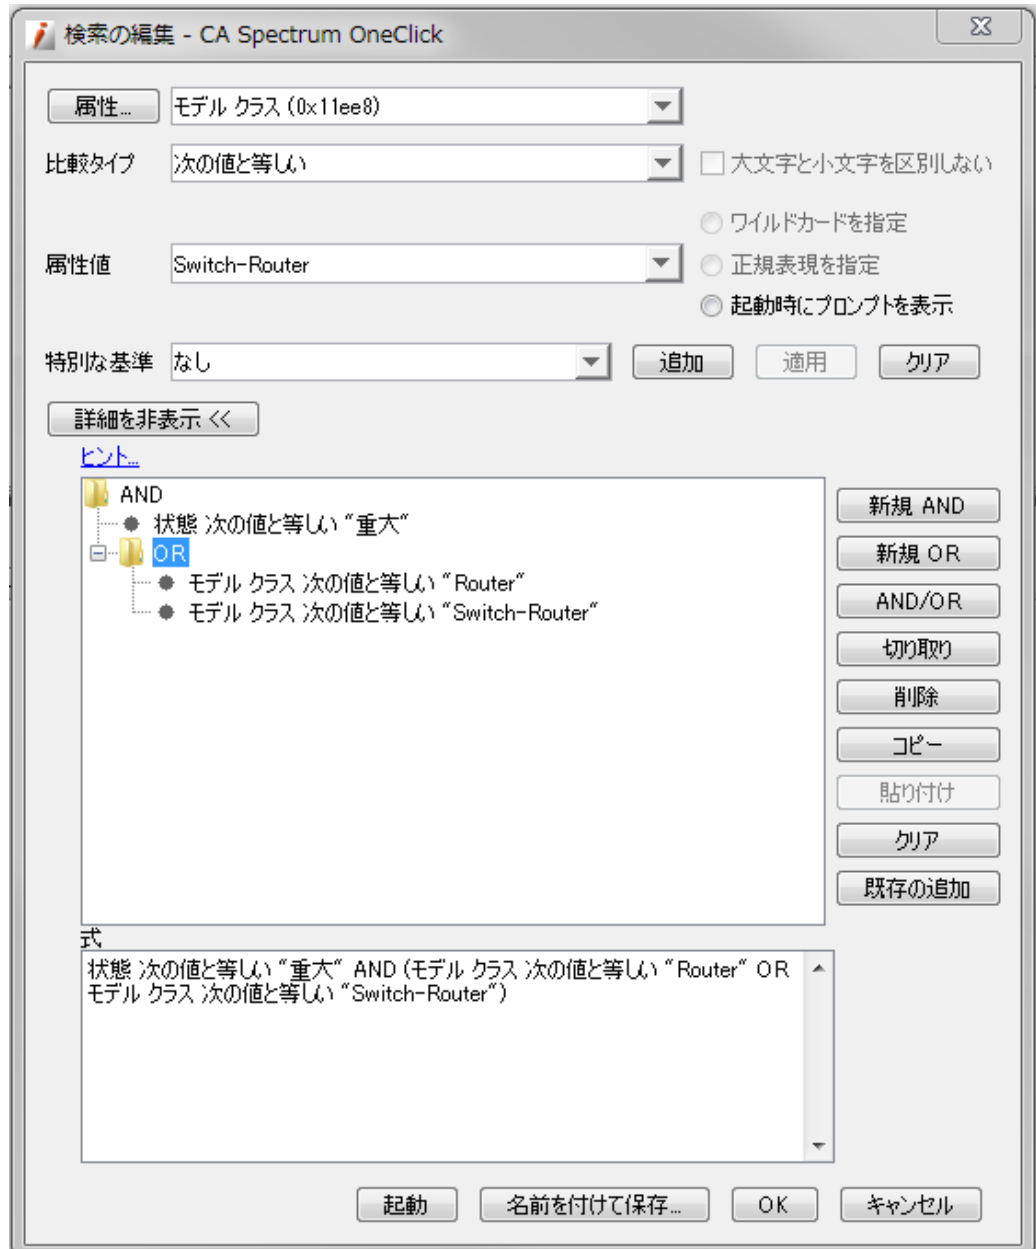 検索の編集 - CA Spectrum OneClick
属性... モデル クラス (0x11ee8)
比較タイプ 次の値と等しい 大文字と小文字を区別しない
ワイルドカードを指定
属性値 Switch-Router 正規表現を指定
起動時にプロンプトを表示
特別な基準 なし 追加 適用 クリア
詳細を非表示 <<
ヒント...
AND 新規 AND
状態 次の値と等しい "重大"
OR 新規 OR
モデル クラス 次の値と等しい "Router" AND/OR
モデル クラス 次の値と等しい "Switch-Router"
切り取り
削除
コピー
貼り付け
クリア
既存の追加
式
状態 次の値と等しい "重大" AND (モデル クラス 次の値と等しい "Router" OR
モデル クラス 次の値と等しい "Switch-Router")
起動 名前を付けて保存... OK キャンセル